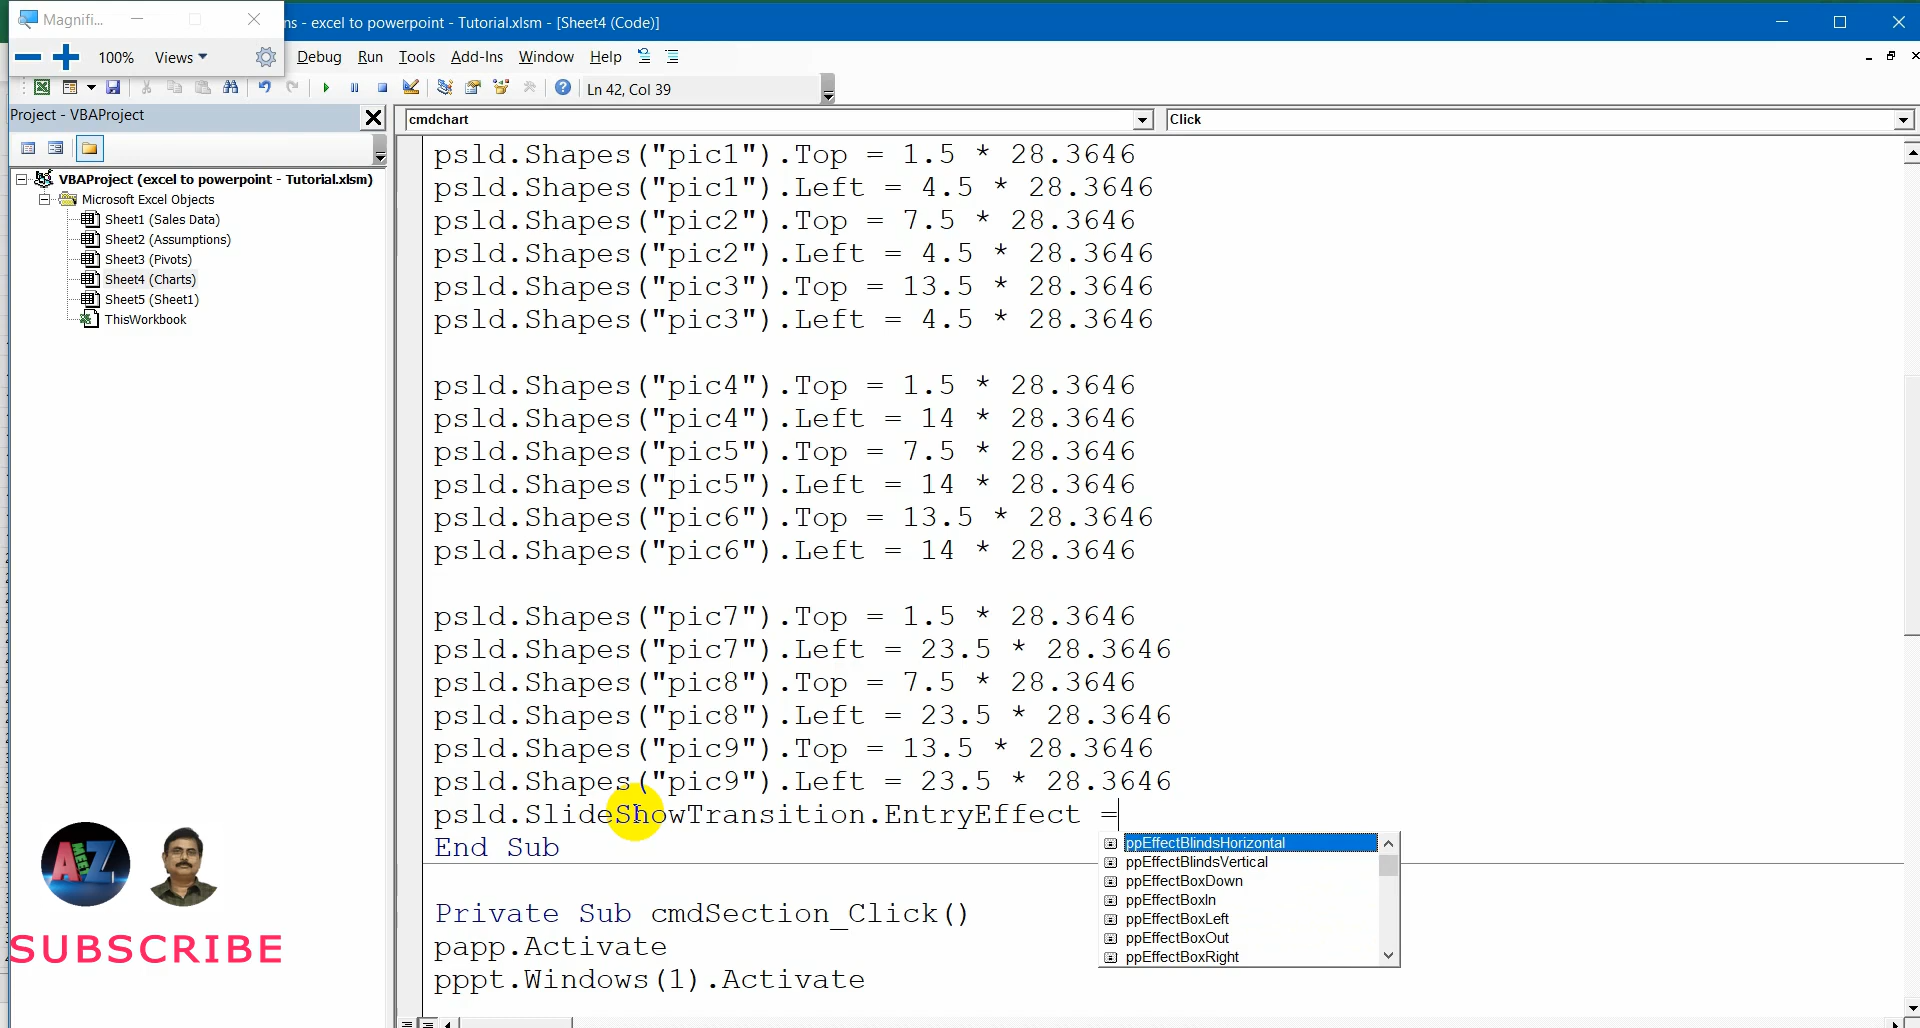 Magnifi...
ns - excel to powerpoint - Tutorial.xlsm - [Sheet4 (Code)]
100% Views
Debug Run Tools Add-Ins Window Help
Ln 42, Col 39
Project - VBAProject
cmdchart
Click
VBAProject (excel to powerpoint - Tutorial.xlsm)
Microsoft Excel Objects
Sheet1 (Sales Data)
Sheet2 (Assumptions)
Sheet3 (Pivots)
Sheet4 (Charts)
Sheet5 (Sheet1)
ThisWorkbook
psld.Shapes("pic1").Top = 1.5 * 28.3646
psld.Shapes("pic1").Left = 4.5 * 28.3646
psld.Shapes("pic2").Top = 7.5 * 28.3646
psld.Shapes("pic2").Left = 4.5 * 28.3646
psld.Shapes("pic3").Top = 13.5 * 28.3646
psld.Shapes("pic3").Left = 4.5 * 28.3646
psld.Shapes("pic4").Top = 1.5 * 28.3646
psld.Shapes("pic4").Left = 14 * 28.3646
psld.Shapes("pic5").Top = 7.5 * 28.3646
psld.Shapes("pic5").Left = 14 * 28.3646
psld.Shapes("pic6").Top = 13.5 * 28.3646
psld.Shapes("pic6").Left = 14 * 28.3646
psld.Shapes("pic7").Top = 1.5 * 28.3646
psld.Shapes("pic7").Left = 23.5 * 28.3646
psld.Shapes("pic8").Top = 7.5 * 28.3646
psld.Shapes("pic8").Left = 23.5 * 28.3646
psld.Shapes("pic9").Top = 13.5 * 28.3646
psld.Shapes("pic9").Left = 23.5 * 28.3646
psld.SlideShowTransition.EntryEffect =
End Sub
ppEffectBlindsHorizontal
ppEffectBlindsVertical
ppEffectBoxDown
ppEffectBoxIn
ppEffectBoxLeft
ppEffectBoxOut
ppEffectBoxRight
Private Sub cmdSection_Click()
papp.Activate
pppt.Windows(1).Activate
A MEET Z
SUBSCRIBE